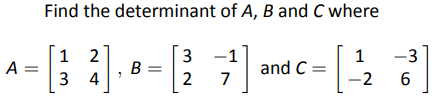 Find the determinant of A, B and C where
A = [1 2; 3 4], B = [3 −1; 2 7] and C = [1 −3; −2 6]